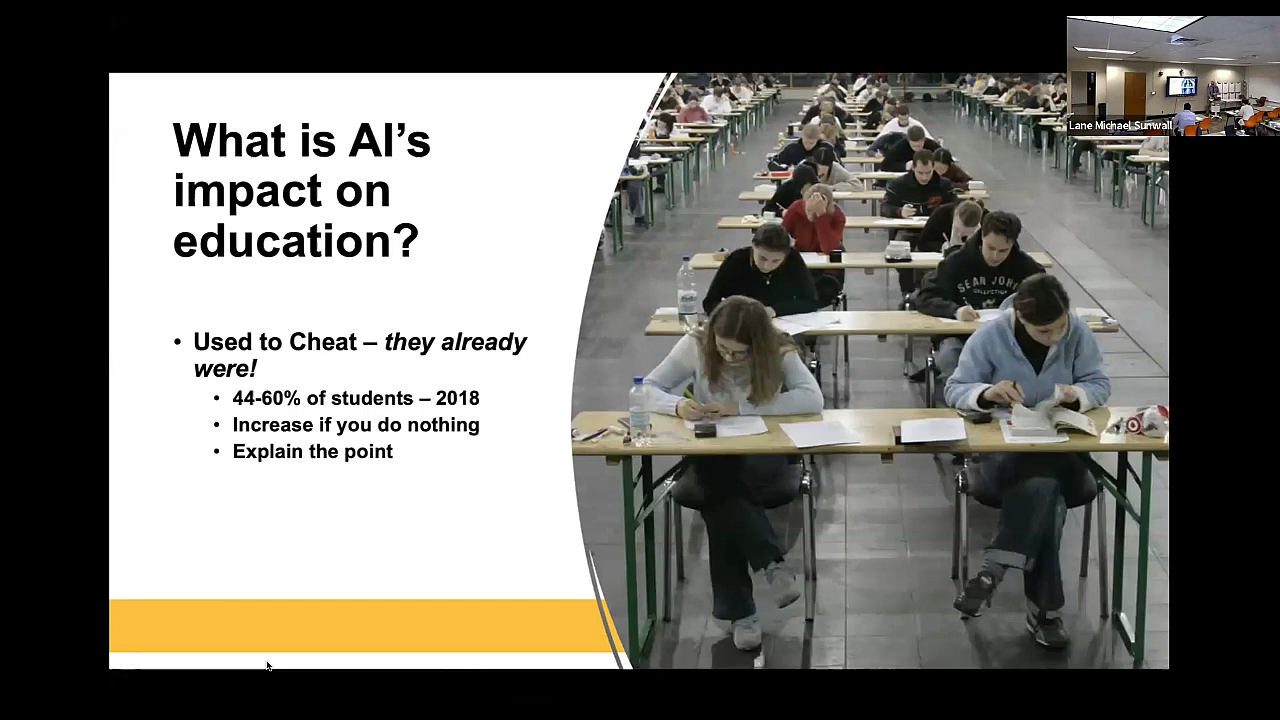 What is AI’s
impact on
education?
• Used to Cheat – they already
were!
• 44-60% of students – 2018
• Increase if you do nothing
• Explain the point
Lane Michael Sunwall
SEAN JOHN
COLLECTION